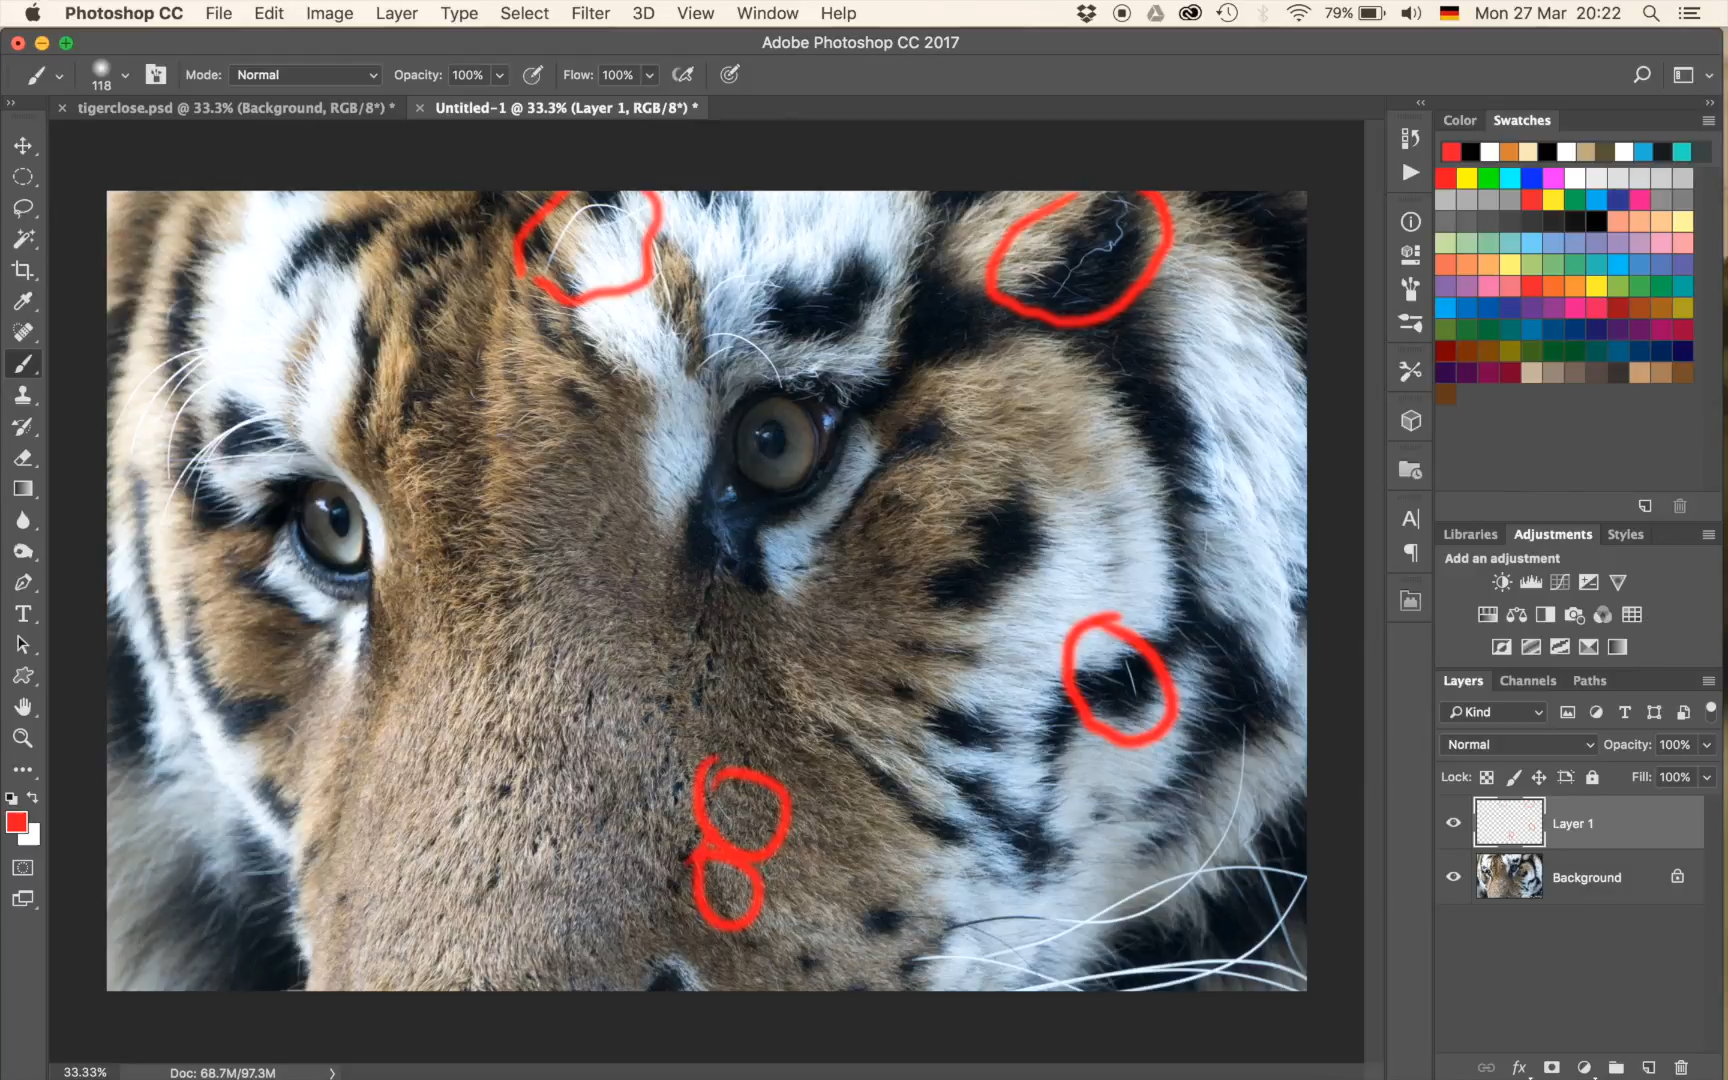 Photoshop CC File Edit Image Layer Type Select Filter 3D View Window Help 79% Mon 27 Mar 20:22
Adobe Photoshop CC 2017
118 Mode: Normal Opacity: 100% Flow: 100%
tigerclose.psd @ 33.3% (Background, RGB/8*) * Untitled-1 @ 33.3% (Layer 1, RGB/8*) *
Color Swatches
Libraries Adjustments Styles
Add an adjustment
Layers Channels Paths
Kind
Normal Opacity: 100%
Lock: Fill: 100%
Layer 1
Background
33.33% Doc: 68.7M/97.3M